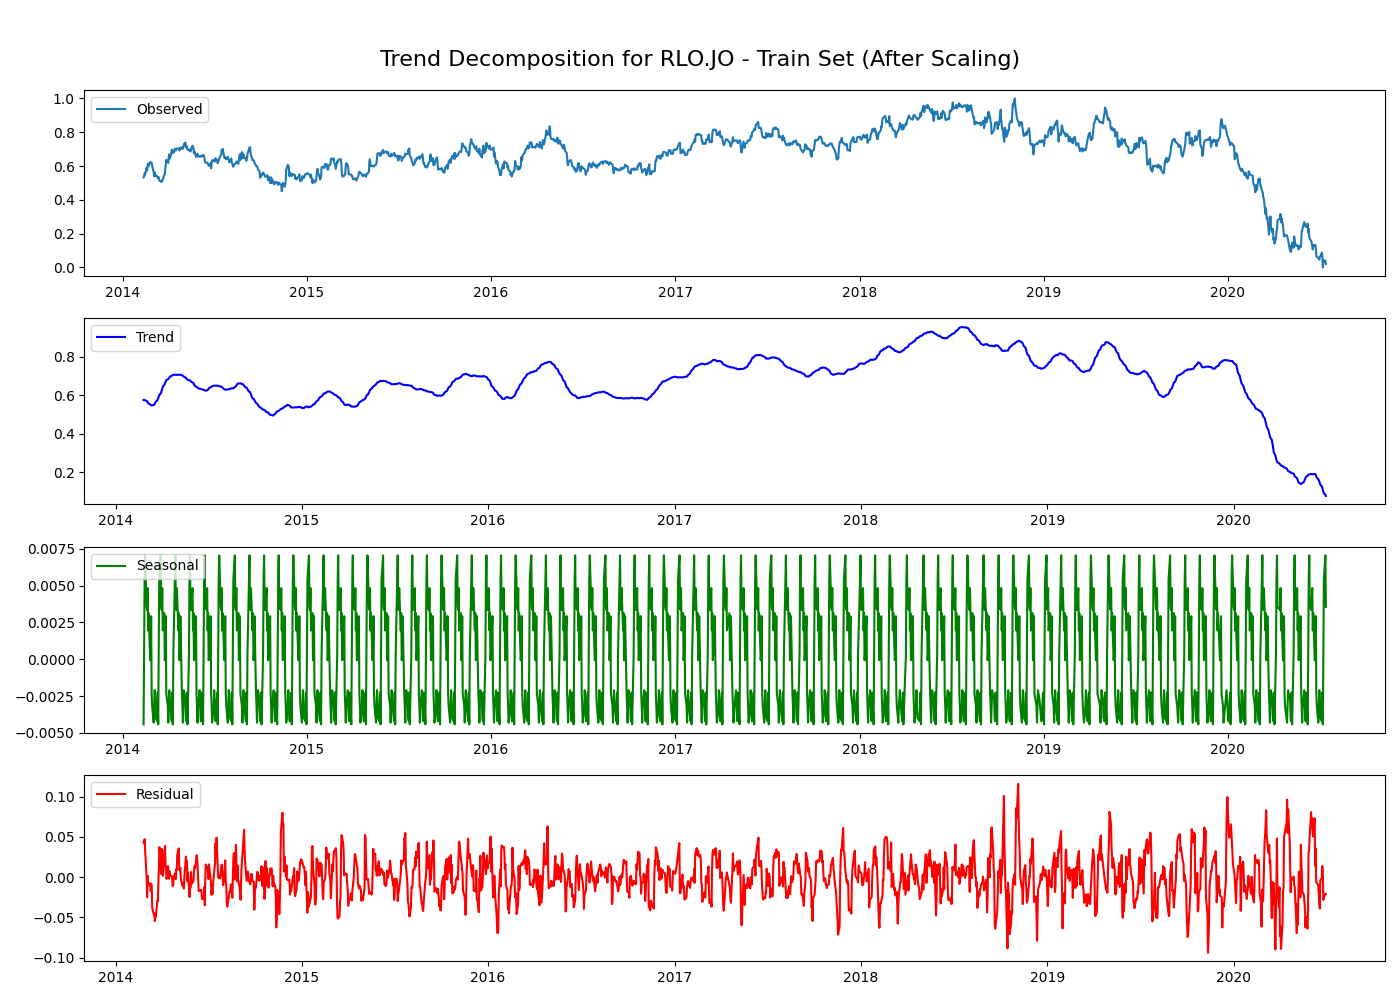 Trend Decomposition for RLO.JO - Train Set (After Scaling)
Observed
1.0
0.8
0.6
0.4
0.2
0.0
2014 2015 2016 2017 2018 2019 2020
Trend
0.8
0.6
0.4
0.2
2014 2015 2016 2017 2018 2019 2020
Seasonal
0.0075
0.0050
0.0025
0.0000
−0.0025
−0.0050
2014 2015 2016 2017 2018 2019 2020
Residual
0.10
0.05
0.00
−0.05
−0.10
2014 2015 2016 2017 2018 2019 2020